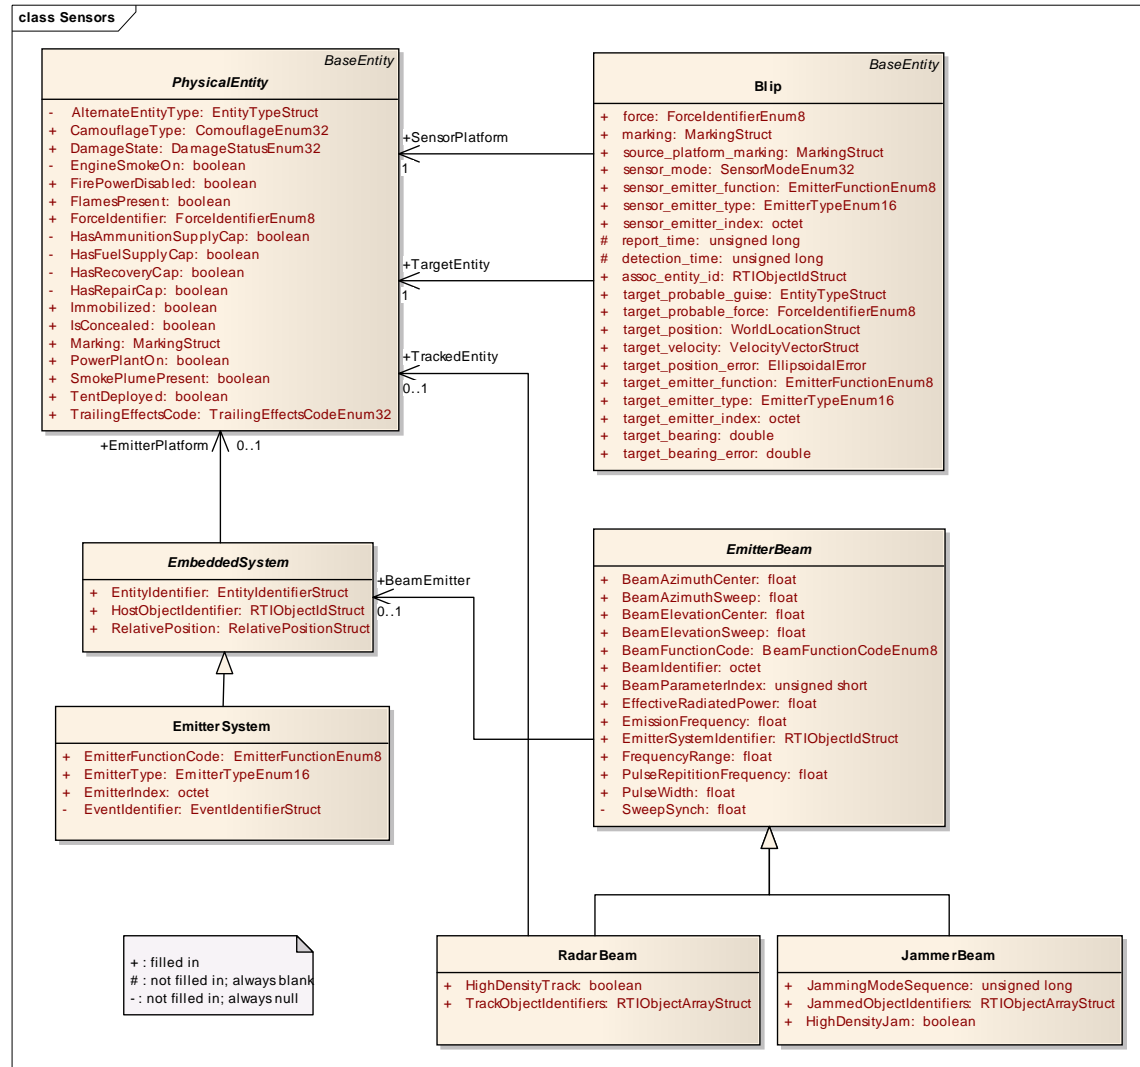 class Sensors
BaseEntity
PhysicalEntity
- AlternateEntityType: EntityTypeStruct
+ CamouflageType: ComouflageEnum32
+ DamageState: DamageStatusEnum32
- EngineSmokeOn: boolean
+ FirePowerDisabled: boolean
+ FlamesPresent: boolean
+ ForceIdentifier: ForceIdentifierEnum8
- HasAmmunitionSupplyCap: boolean
- HasFuelSupplyCap: boolean
- HasRecoveryCap: boolean
- HasRepairCap: boolean
+ Immobilized: boolean
+ IsConcealed: boolean
+ Marking: MarkingStruct
+ PowerPlantOn: boolean
+ SmokePlumePresent: boolean
+ TentDeployed: boolean
+ TrailingEffectsCode: TrailingEffectsCodeEnum32
+SensorPlatform
1
+TargetEntity
1
+TrackedEntity
0..1
BaseEntity
Blip
+ force: ForceIdentifierEnum8
+ marking: MarkingStruct
+ source_platform_marking: MarkingStruct
+ sensor_mode: SensorModeEnum32
+ sensor_emitter_function: EmitterFunctionEnum8
+ sensor_emitter_type: EmitterTypeEnum16
+ sensor_emitter_index: octet
# report_time: unsigned long
# detection_time: unsigned long
+ assoc_entity_id: RTIObjectIdStruct
+ target_probable_guise: EntityTypeStruct
+ target_probable_force: ForceIdentifierEnum8
+ target_position: WorldLocationStruct
+ target_velocity: VelocityVectorStruct
+ target_position_error: EllipsoidalError
+ target_emitter_function: EmitterFunctionEnum8
+ target_emitter_type: EmitterTypeEnum16
+ target_emitter_index: octet
+ target_bearing: double
+ target_bearing_error: double
+EmitterPlatform
0..1
EmbeddedSystem
+ EntityIdentifier: EntityIdentifierStruct
+ HostObjectIdentifier: RTIObjectIdStruct
+ RelativePosition: RelativePositionStruct
+BeamEmitter
0..1
EmitterBeam
+ BeamAzimuthCenter: float
+ BeamAzimuthSweep: float
+ BeamElevationCenter: float
+ BeamElevationSweep: float
+ BeamFunctionCode: BeamFunctionCodeEnum8
+ BeamIdentifier: octet
+ BeamParameterIndex: unsigned short
+ EffectiveRadiatedPower: float
+ EmissionFrequency: float
+ EmitterSystemIdentifier: RTIObjectIdStruct
+ FrequencyRange: float
+ PulseRepititionFrequency: float
+ PulseWidth: float
- SweepSynch: float
EmitterSystem
+ EmitterFunctionCode: EmitterFunctionEnum8
+ EmitterType: EmitterTypeEnum16
+ EmitterIndex: octet
- EventIdentifier: EventIdentifierStruct
+ : filled in
# : not filled in; always blank
- : not filled in; always null
RadarBeam
+ HighDensityTrack: boolean
+ TrackObjectIdentifiers: RTIObjectArrayStruct
JammerBeam
+ JammingModeSequence: unsigned long
+ JammedObjectIdentifiers: RTIObjectArrayStruct
+ HighDensityJam: boolean